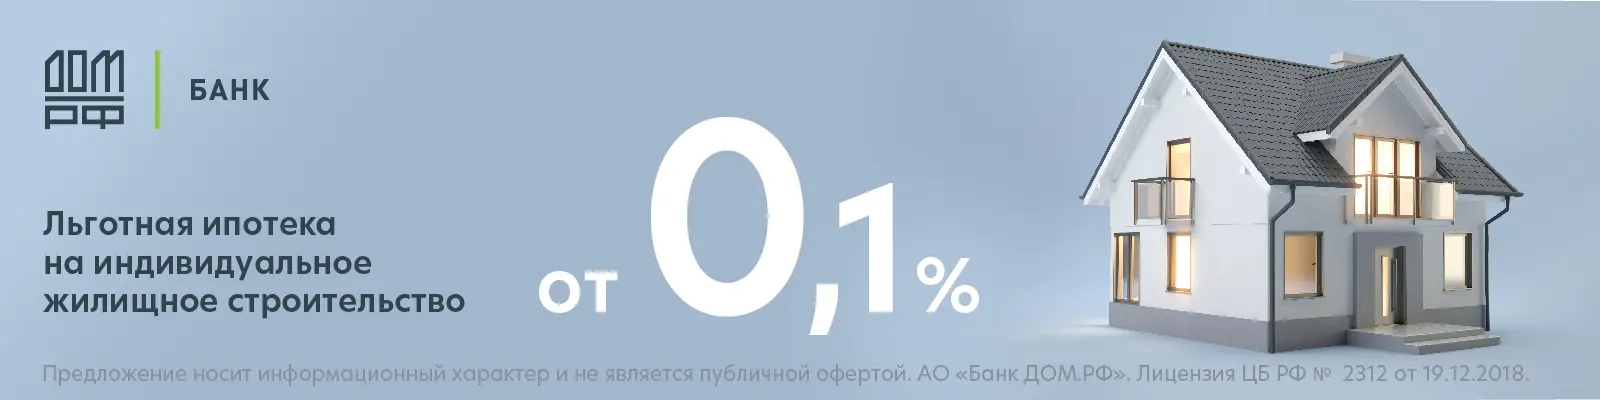 ДОМ
РФ
БАНК
Льготная ипотека
на индивидуальное
жилищное строительство
от 0,1%
Предложение носит информационный характер и не является публичной офертой. АО «Банк ДОМ.РФ». Лицензия ЦБ РФ № 2312 от 19.12.2018.